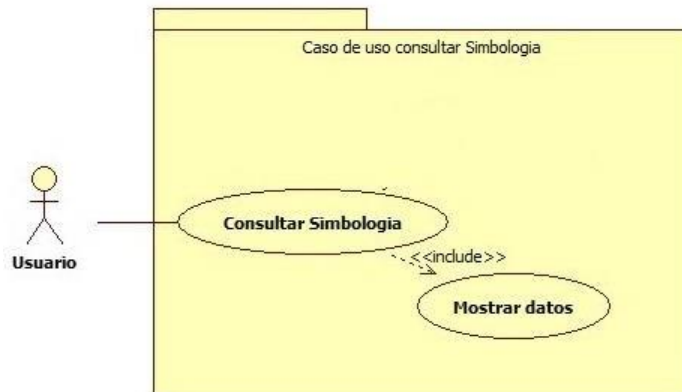 Caso de uso consultar Simbologia
Consultar Simbologia
Usuario
<<include>>
Mostrar datos